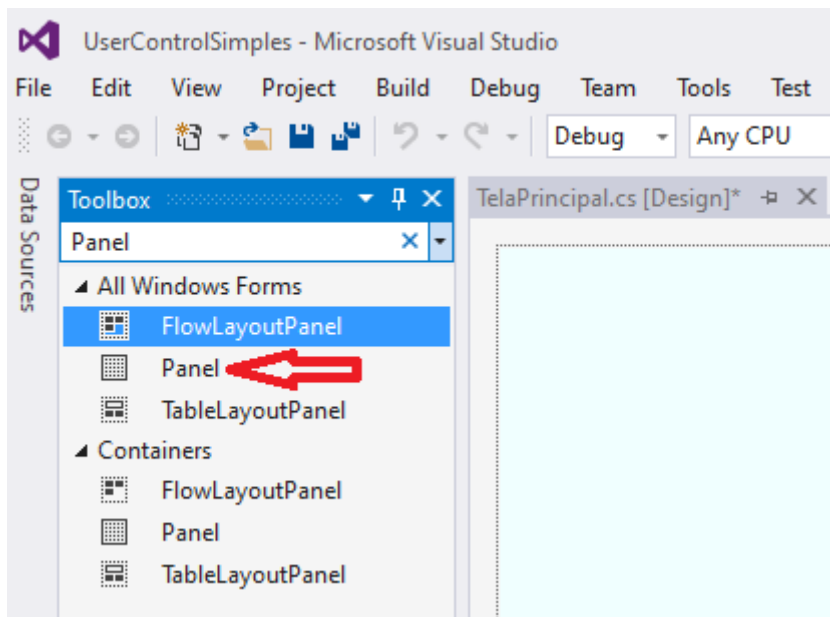 UserControlSimples - Microsoft Visual Studio
File Edit View Project Build Debug Team Tools Test
Debug Any CPU
Data Sources
Toolbox
TelaPrincipal.cs [Design]*
Panel
All Windows Forms
FlowLayoutPanel
Panel
TableLayoutPanel
Containers
FlowLayoutPanel
Panel
TableLayoutPanel